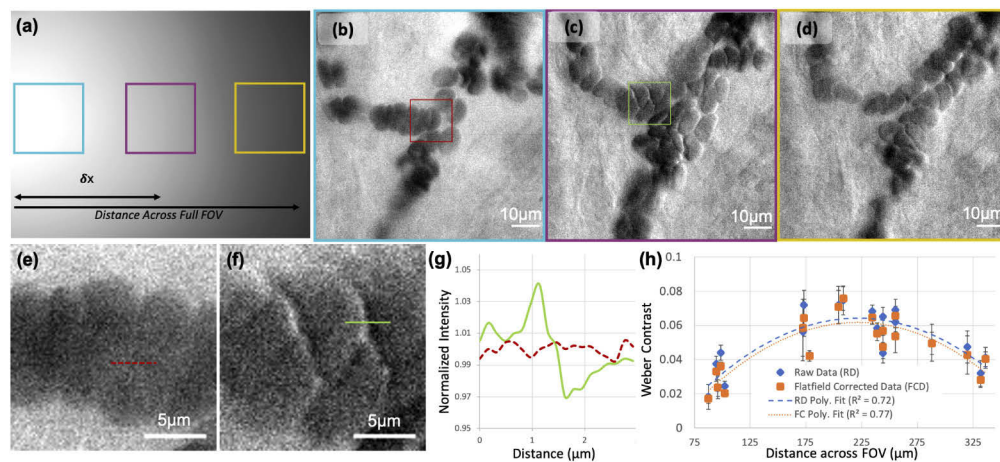 (a)
δx
Distance Across Full FOV
(b)
10μm
(c)
10μm
(d)
10μm
(e)
5μm
(f)
5μm
(g)
Normalized Intensity
1.05
1.03
1.01
0.99
0.97
0.95
0
1
2
Distance (μm)
(h)
Weber Contrast
0.1
0.08
0.06
0.04
0.02
0
Raw Data (RD)
Flatfield Corrected Data (FCD)
RD Poly. Fit (R² = 0.72)
FC Poly. Fit (R² = 0.77)
75
125
175
225
275
325
Distance across FOV (μm)